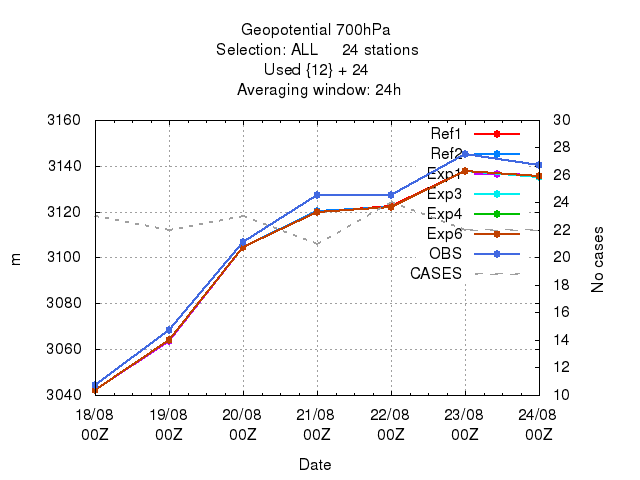 Geopotential 700hPa
Selection: ALL 24 stations
Used {12} + 24
Averaging window: 24h
3160
3140
3120
3100
3080
3060
3040
m
30
28
26
24
22
20
18
16
14
12
10
No cases
Ref1
Ref2
Exp1
Exp3
Exp4
Exp6
OBS
CASES
18/08 19/08 20/08 21/08 22/08 23/08 24/08
00Z 00Z 00Z 00Z 00Z 00Z 00Z
Date